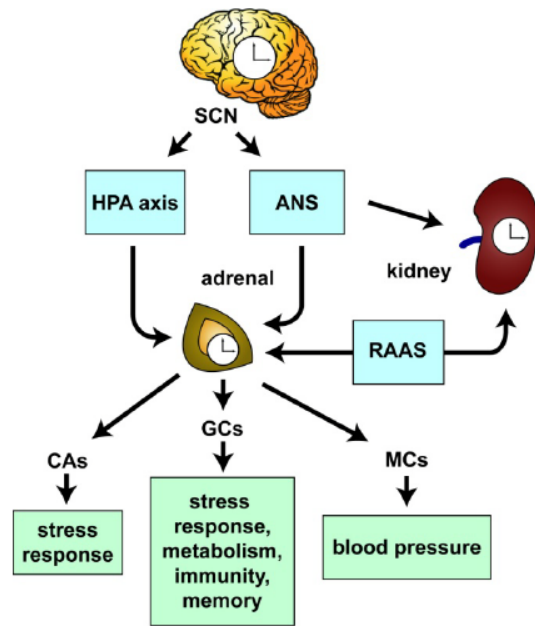 SCN
HPA axis
ANS
adrenal
kidney
RAAS
CAs
GCs
MCs
stress
response
stress
response,
metabolism,
immunity,
memory
blood pressure